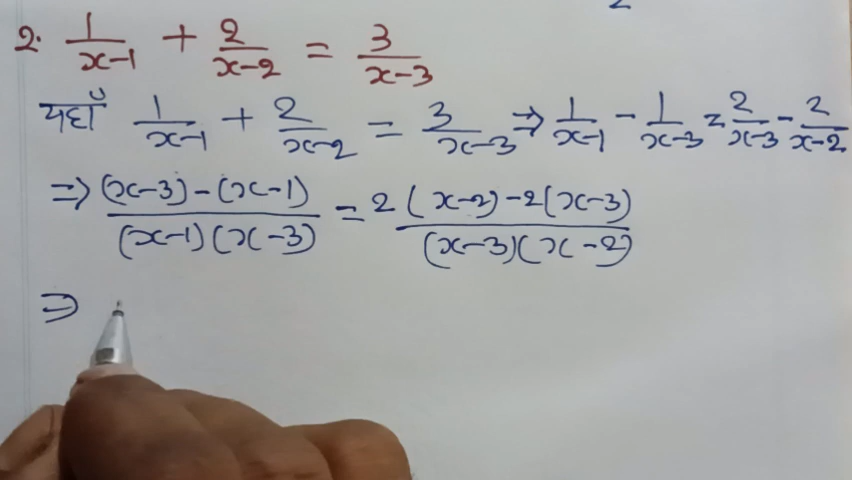 2. 1/(x-1) + 2/(x-2) = 3/(x-3)
यहाँ 1/(x-1) + 2/(x-2) = 3/(x-3) ⇒ 1/(x-1) - 1/(x-3) = 2/(x-3) - 2/(x-2)
⇒ ((x-3)-(x-1))/((x-1)(x-3)) = (2(x-2)-2(x-3))/((x-3)(x-2))
⇒